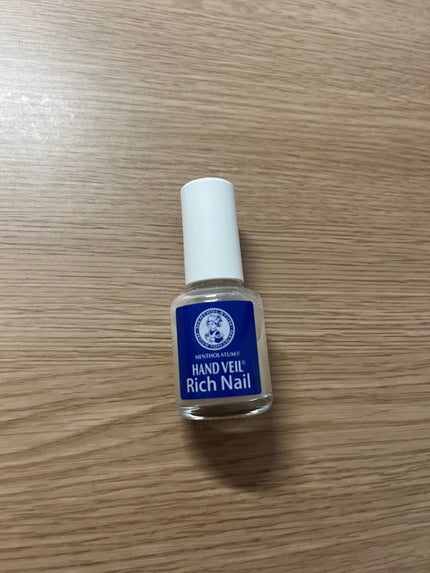 MENTHOLATUM®
HAND VEIL®
Rich Nail